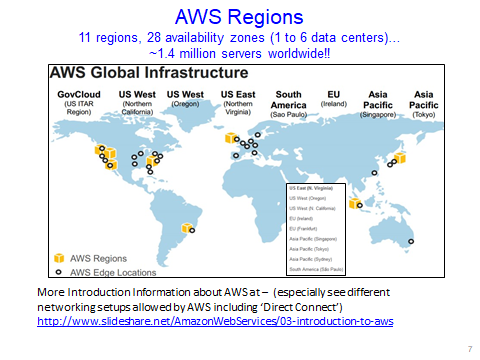 AWS Regions
11 regions, 28 availability zones (1 to 6 data centers)…
~1.4 million servers worldwide!!
AWS Global Infrastructure
GovCloud
(US ITAR
Region)
US West
(Northern
California)
US West
(Oregon)
US East
(Northern
Virginia)
South
America
(Sao Paulo)
EU
(Ireland)
Asia
Pacific
(Singapore)
Asia
Pacific
(Tokyo)
US East (N. Virginia)
US West (Oregon)
US West (N. California)
EU (Ireland)
EU (Frankfurt)
Asia Pacific (Singapore)
Asia Pacific (Tokyo)
Asia Pacific (Sydney)
South America (São Paulo)
AWS Regions
AWS Edge Locations
More Introduction Information about AWS at – (especially see different
networking setups allowed by AWS including ‘Direct Connect’)
http://www.slideshare.net/AmazonWebServices/03-introduction-to-aws
7